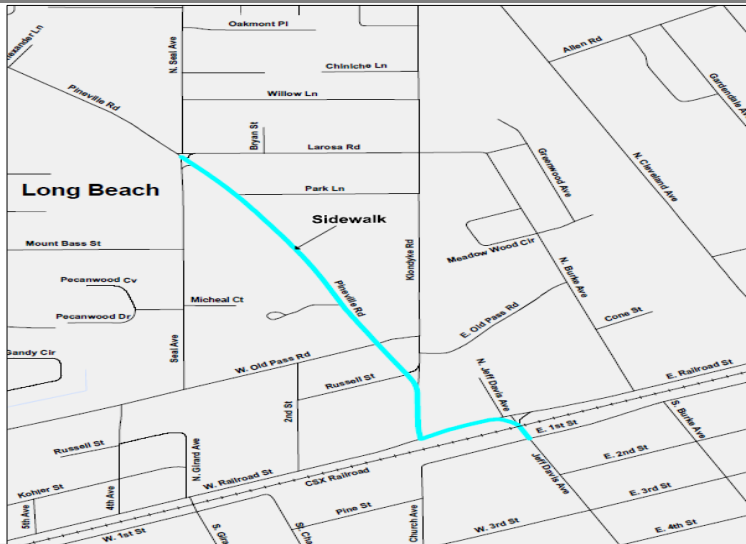 Oakmont Pl
N. Seal Ave
Allen Rd
Chiniche Ln
Pineville Rd
Willow Ln
Gardendale
Bryan St
Larosa Rd
Greenwood Ave
N. Cleveland Ave
Long Beach
Park Ln
Sidewalk
Mount Bass St
Klondyke Rd
Meadow Wood Cir
Pecanwood Cv
Micheal Ct
Pineville Rd
N. Burke Ave
Pecanwood Dr
Cone St
E. Old Pass Rd
Seal Ave
Gandy Cir
W. Old Pass Rd
Russell St
N. Jeff Davis Ave
E. Railroad St
2nd St
S. Burke Ave
E. 1st St
Russell St
N. Girard Ave
E. 2nd St
Jeff Davis Ave
W. Railroad St
CSX Railroad
Kohler St
4th Ave
5th Ave
E. 3rd St
Pine St
Church Ave
W. 3rd St
E. 4th St
W. 1st St